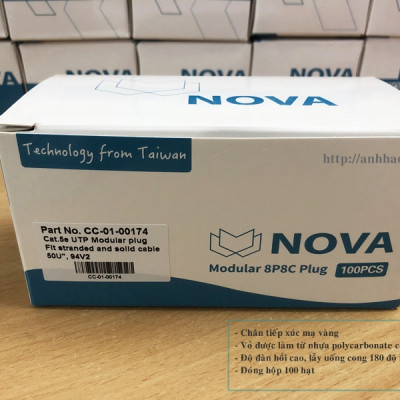 NOVA
Technology from Taiwan
http://anhhao
Part No. CC-01-00174
Cat.5e UTP Modular plug
Fit stranded and solid cable
50U", 94V2
CC-01-00174
NOVA
Modular 8P8C Plug 100PCS
- Chân tiếp xúc mạ vàng
- Vỏ được làm từ nhựa polycarbonate c
- Độ đàn hồi cao, lẫy uống cong 180 độ
- Đóng hộp 100 hạt